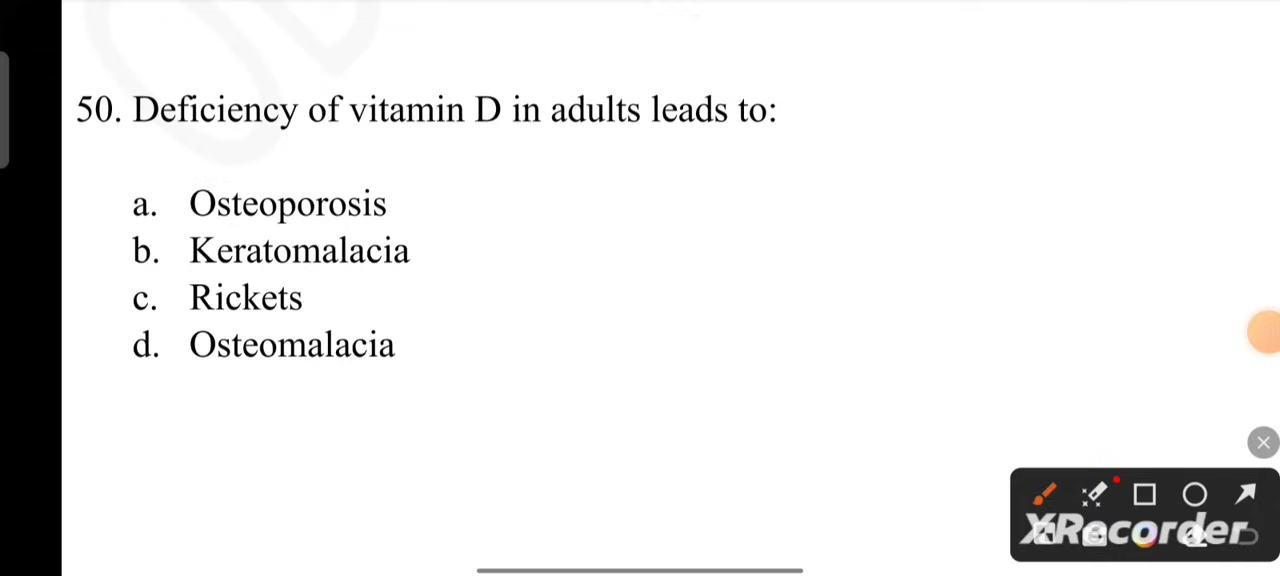 50. Deficiency of vitamin D in adults leads to:
a. Osteoporosis
b. Keratomalacia
c. Rickets
d. Osteomalacia
XRecorder